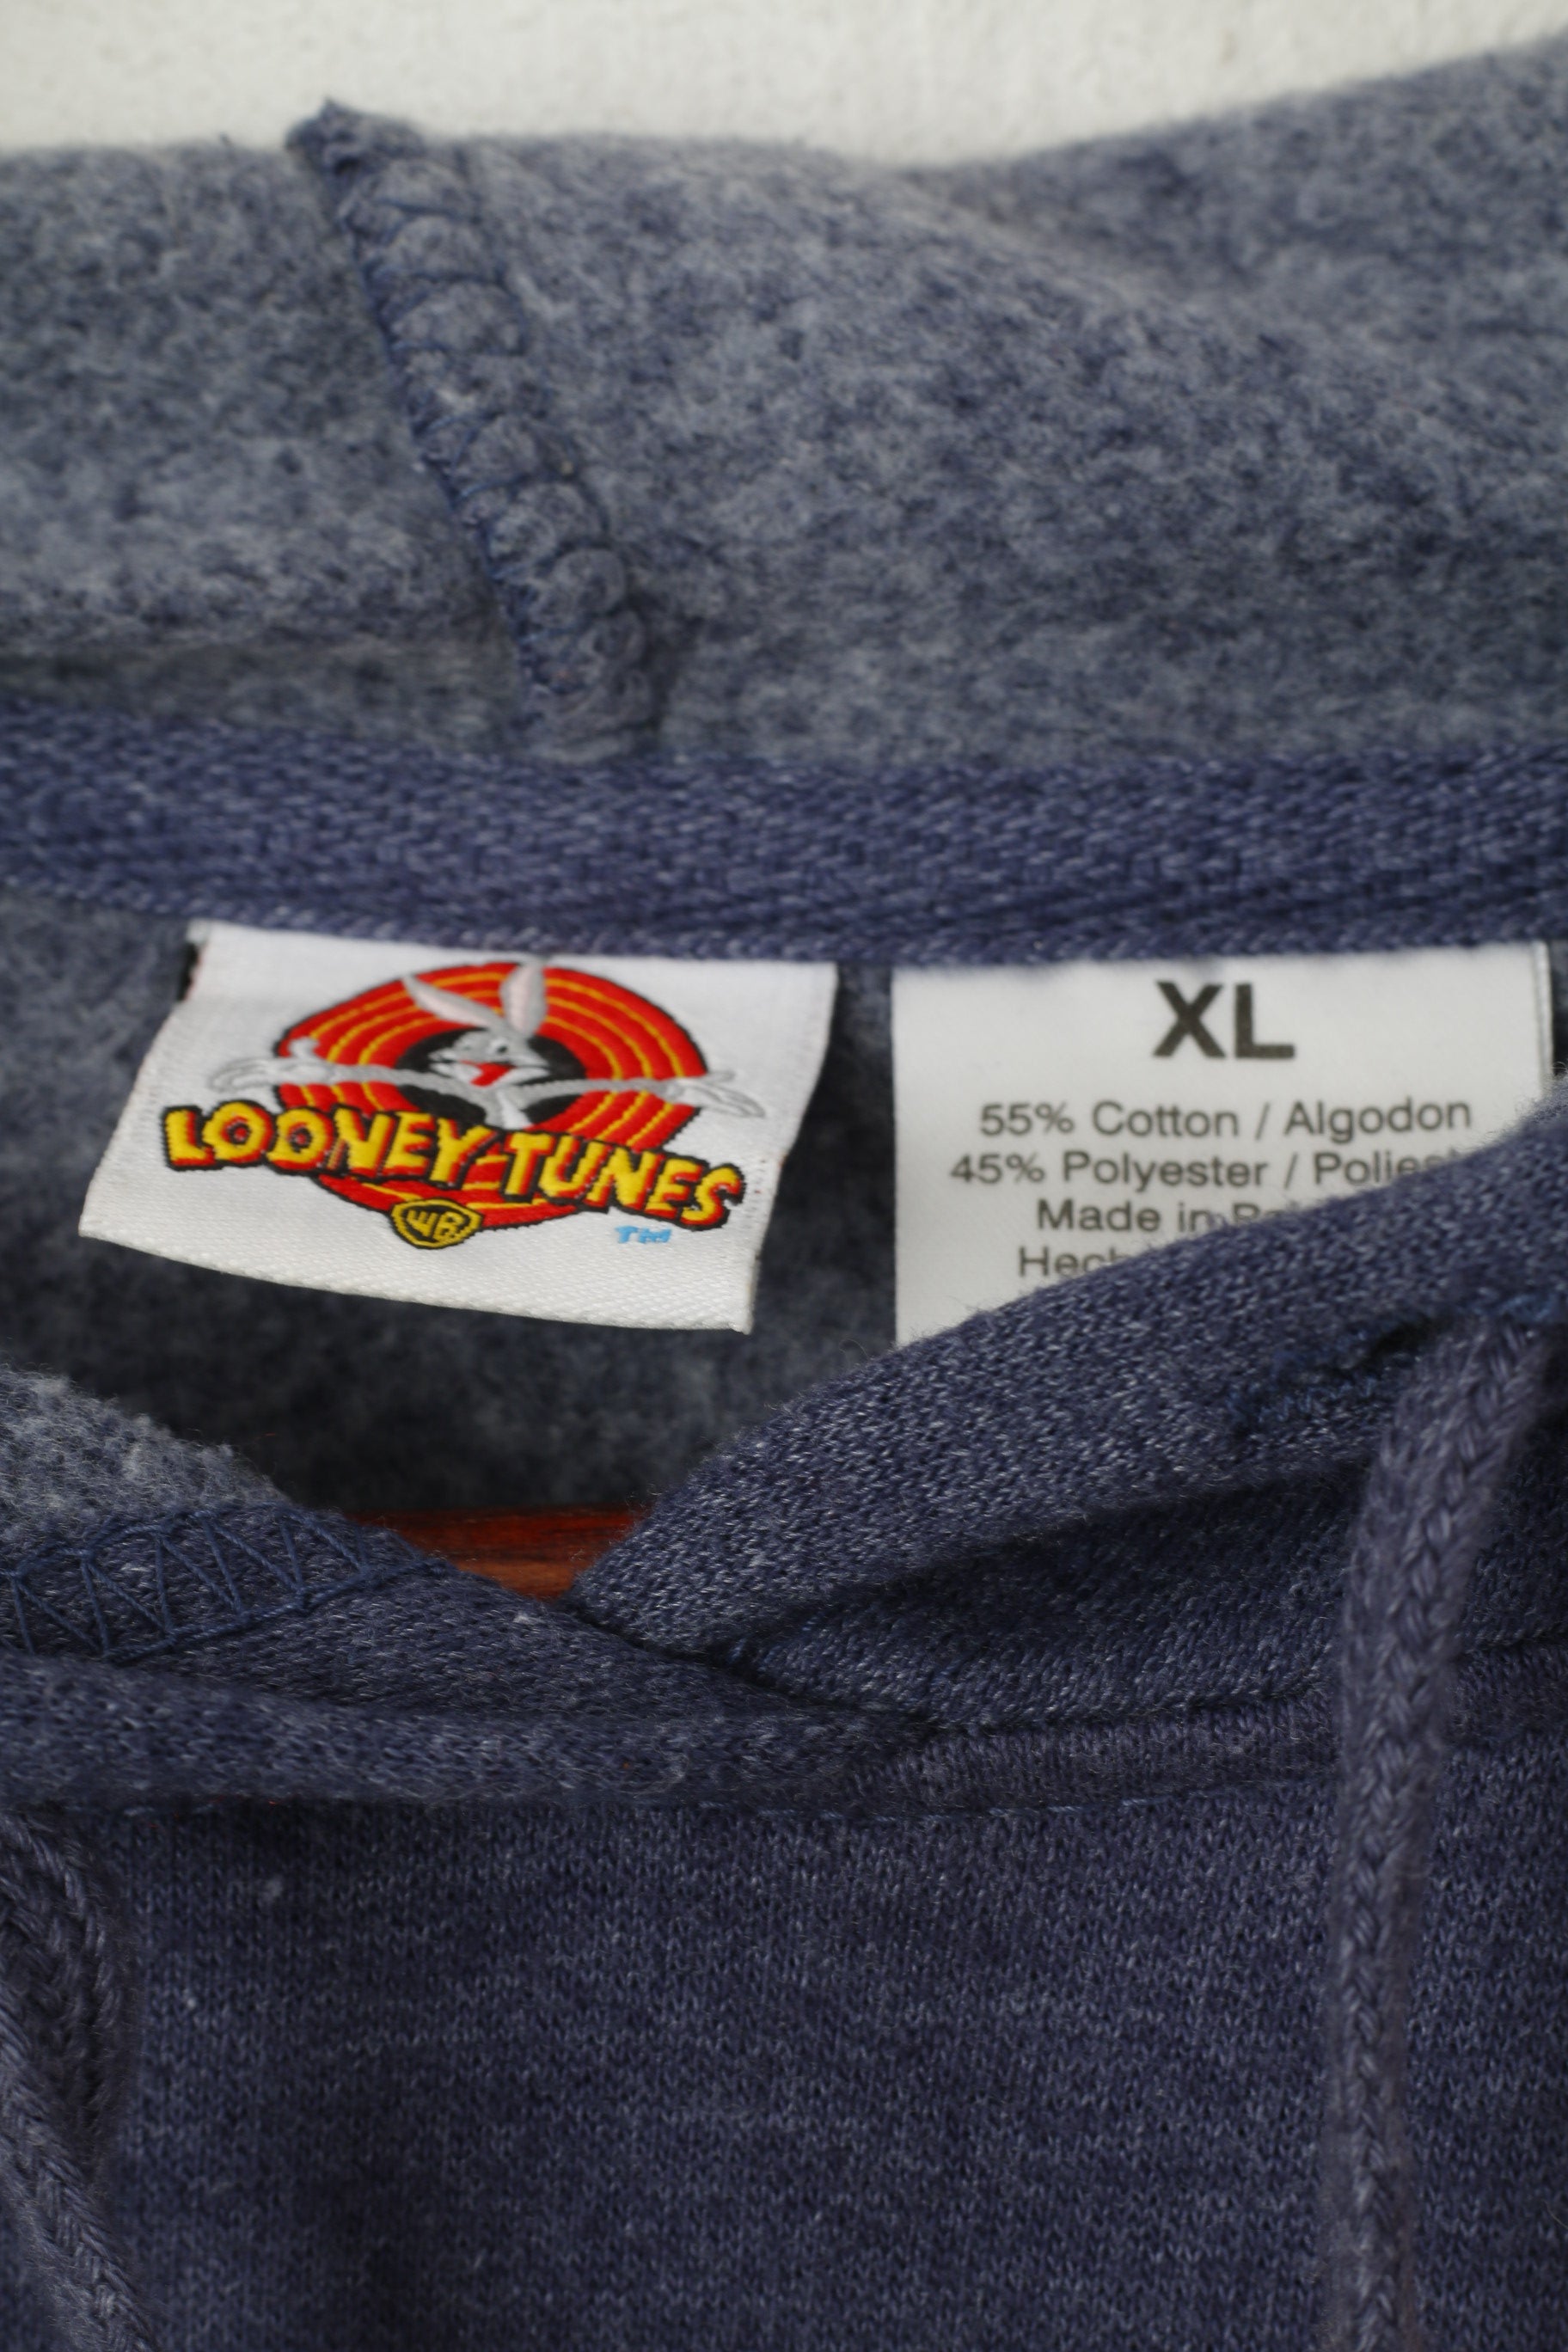 LOONEY TUNES
WB
TM
XL
55% Cotton / Algodon
45% Polyester /
Made in